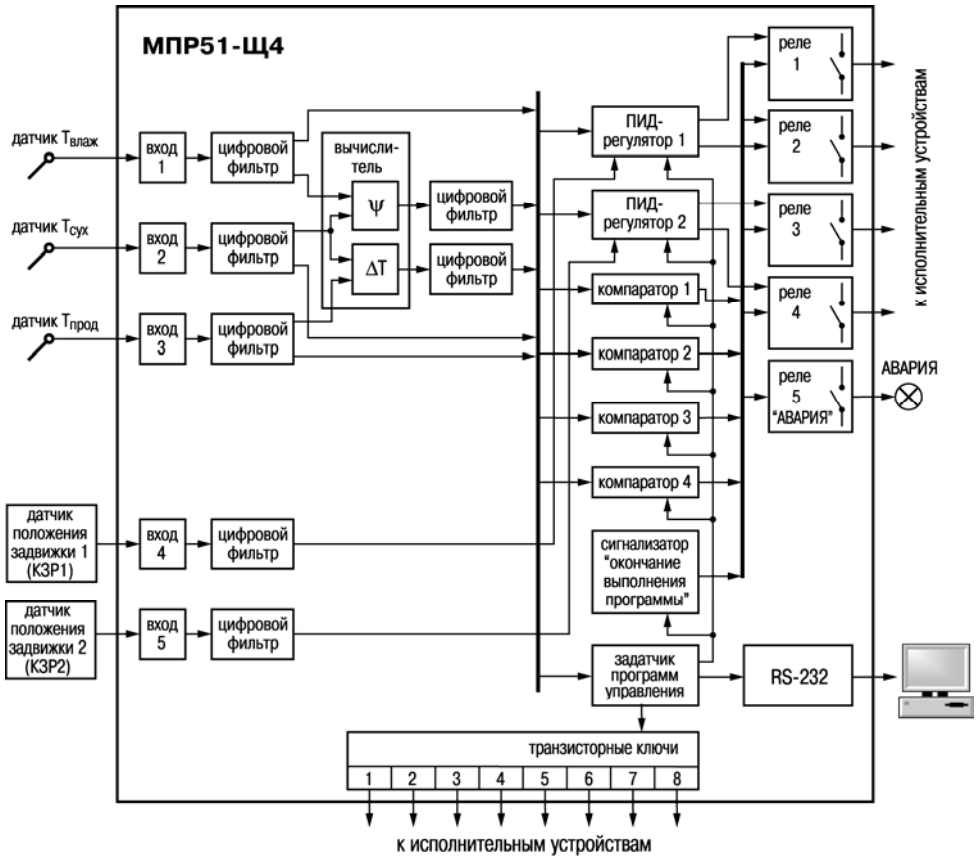 МПР51-Щ4
датчик Tвлаж
вход
1
цифровой
фильтр
вычисли-
тель
ψ
цифровой
фильтр
датчик Tсух
вход
2
цифровой
фильтр
ΔT
цифровой
фильтр
датчик Tпрод
вход
3
цифровой
фильтр
датчик
положения
задвижки 1
(КЗР1)
вход
4
цифровой
фильтр
датчик
положения
задвижки 2
(КЗР2)
вход
5
цифровой
фильтр
ПИД-
регулятор 1
ПИД-
регулятор 2
компаратор 1
компаратор 2
компаратор 3
компаратор 4
сигнализатор
"окончание
выполнения
программы"
задатчик
программ
управления
RS-232
реле
1
реле
2
реле
3
реле
4
реле
5
"АВАРИЯ"
к исполнительным устройствам
АВАРИЯ
транзисторные ключи
1 2 3 4 5 6 7 8
к исполнительным устройствам